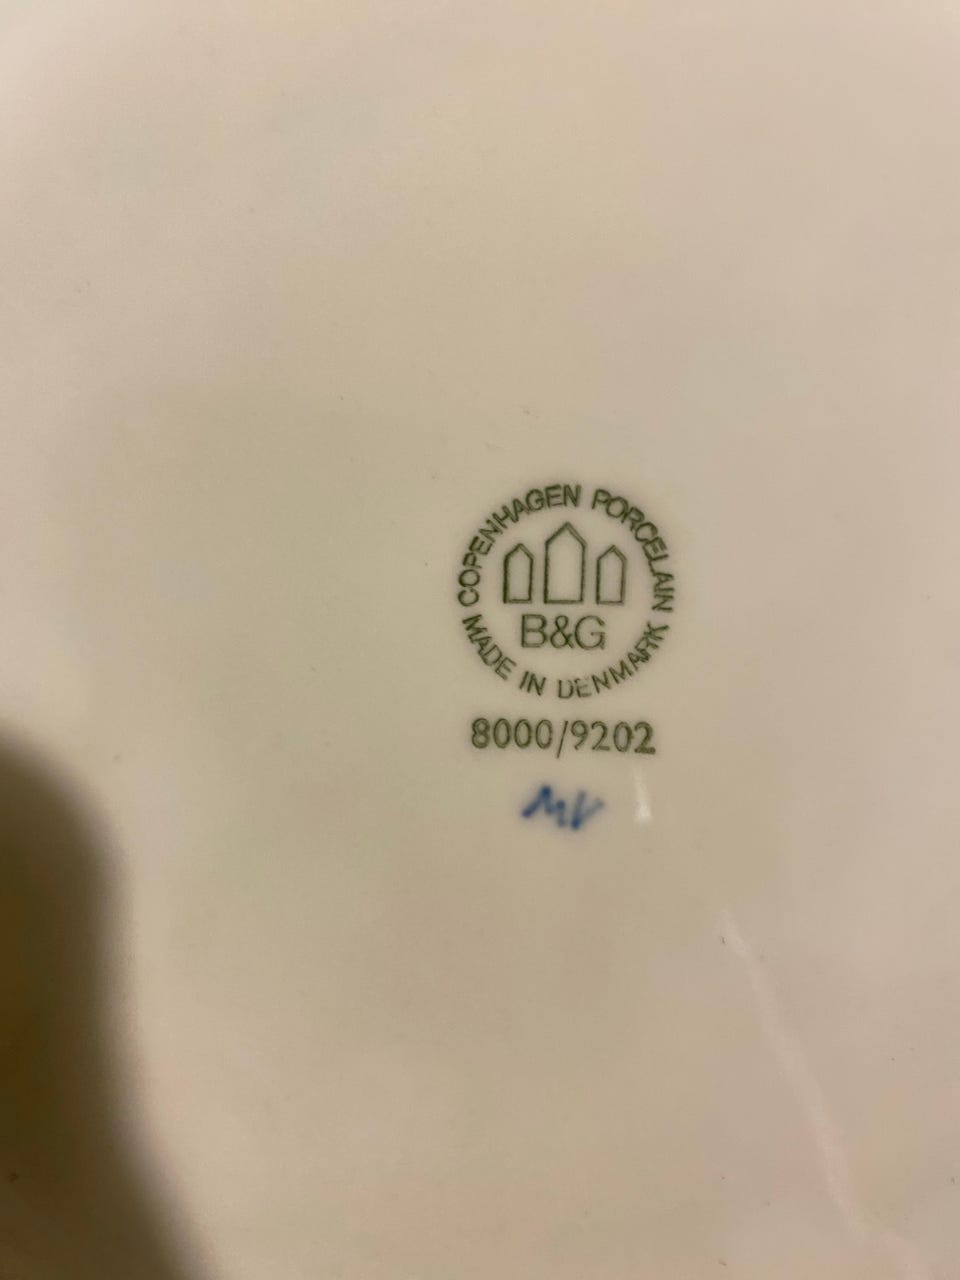 COPENHAGEN PORCELAIN
B&G
MADE IN DENMARK
8000/9202
MV